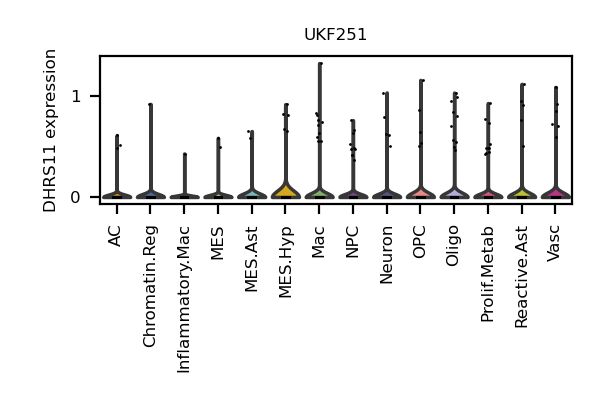 UKF251
DHRS11 expression
1
0
AC
Chromatin.Reg
Inflammatory.Mac
MES
MES.Ast
MES.Hyp
Mac
NPC
Neuron
OPC
Oligo
Prolif.Metab
Reactive.Ast
Vasc